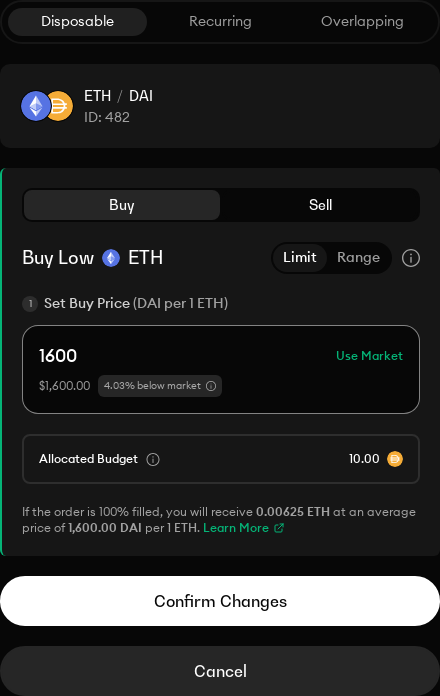 Disposable Recurring Overlapping
ETH / DAI
ID: 482
Buy Sell
Buy Low ETH Limit Range
1 Set Buy Price (DAI per 1 ETH)
1600 Use Market
$1,600.00 4.03% below market
Allocated Budget 10.00
If the order is 100% filled, you will receive 0.00625 ETH at an average
price of 1,600.00 DAI per 1 ETH. Learn More
Confirm Changes
Cancel